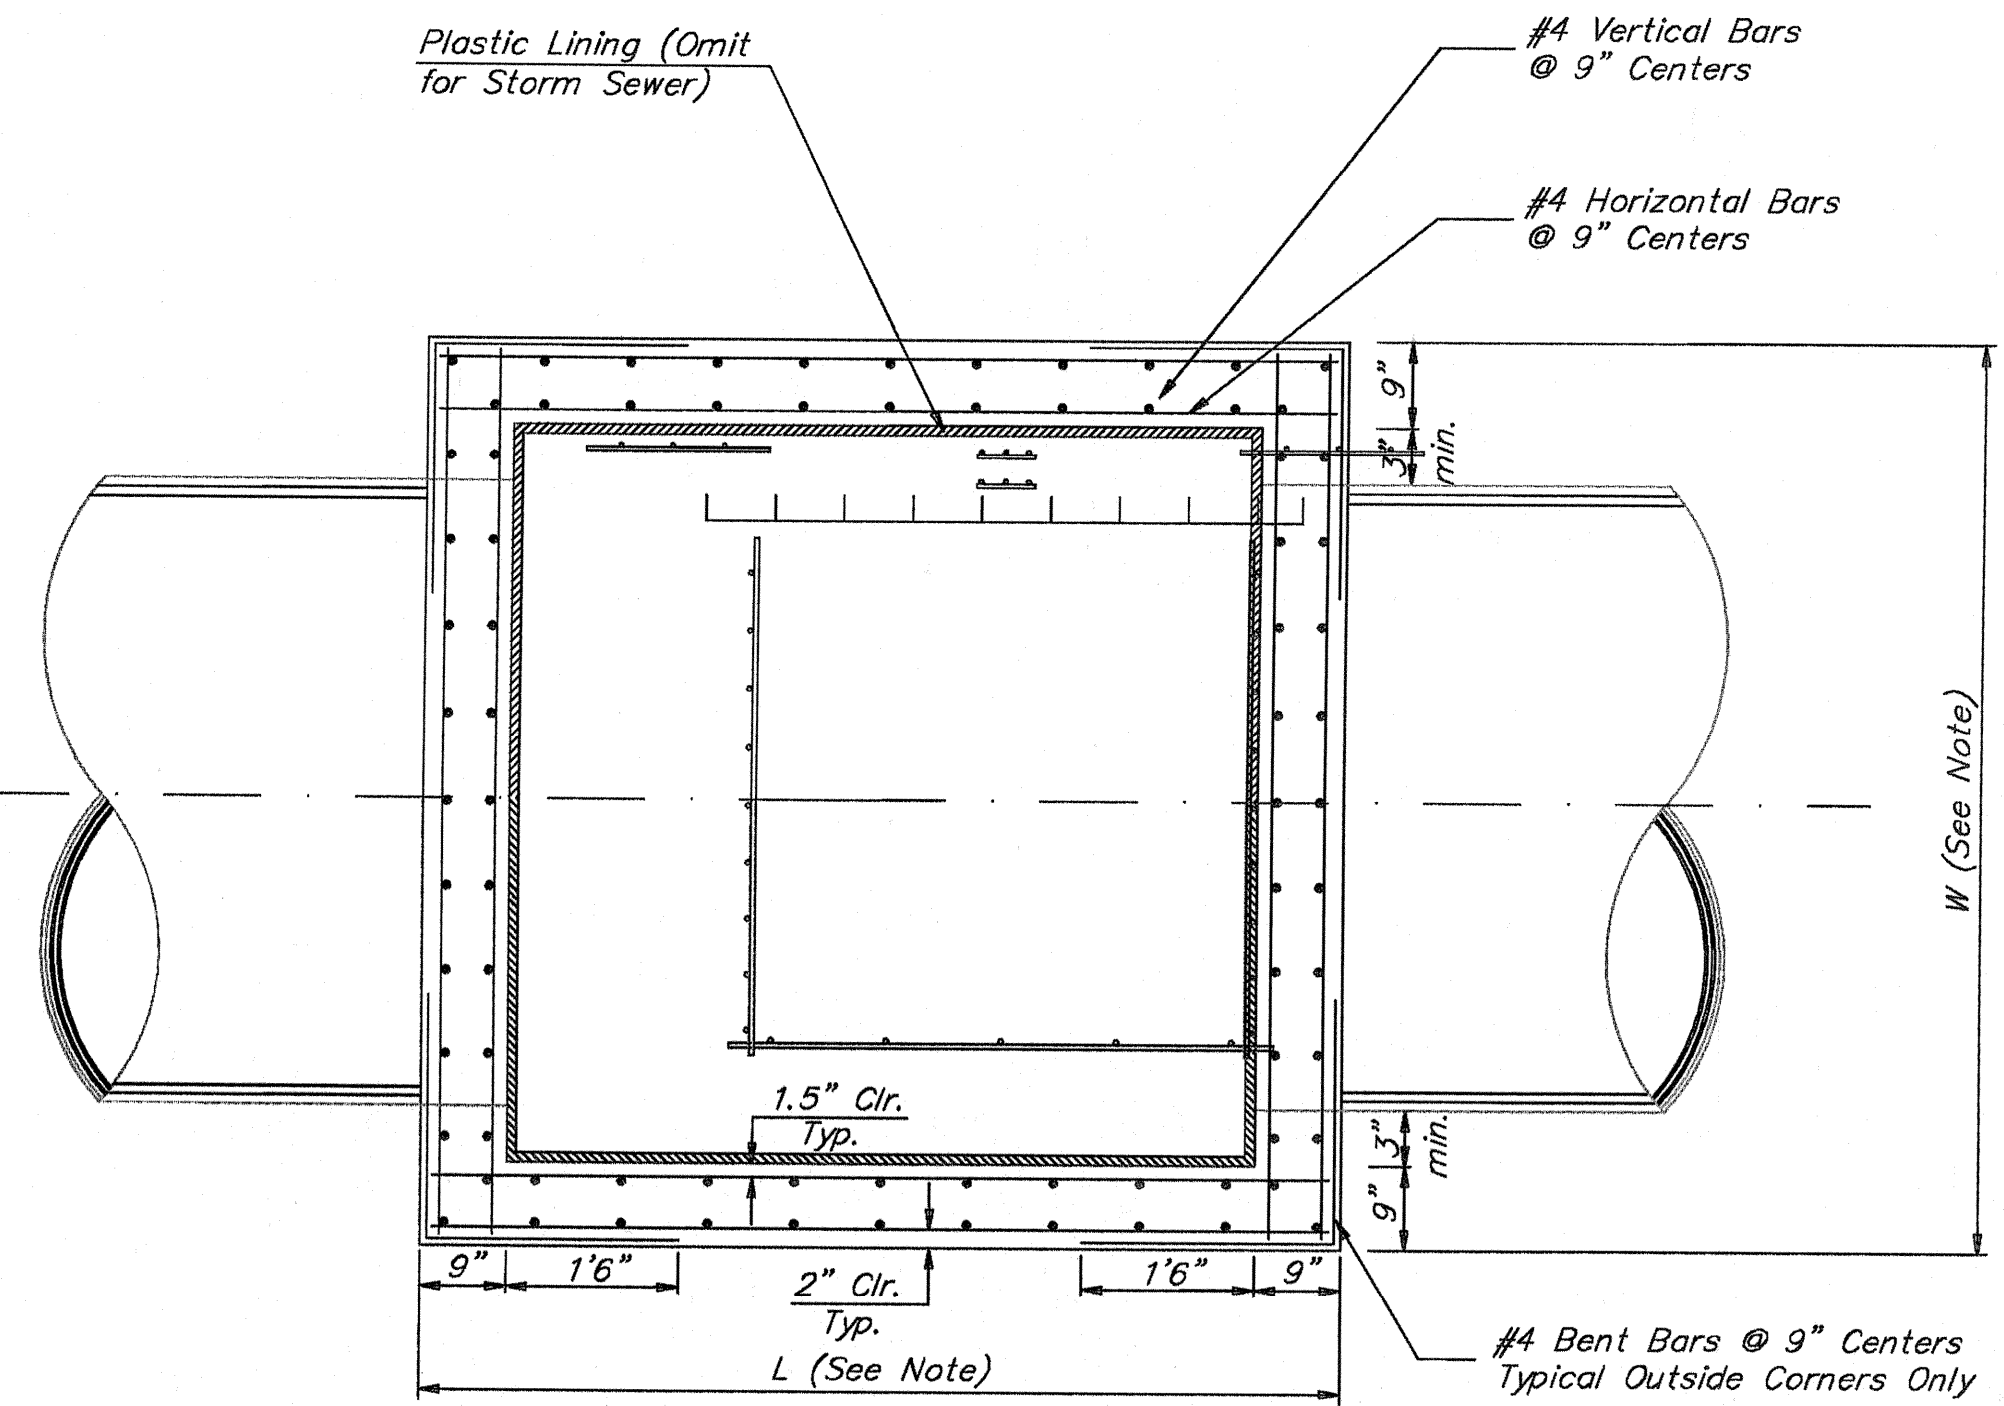 Plastic Lining (Omit
for Storm Sewer)
#4 Vertical Bars
@ 9" Centers
#4 Horizontal Bars
@ 9" Centers
9"
3"
min.
W (See Note)
1.5" Clr.
Typ.
3"
min.
9"
9"
1'6"
2" Clr.
Typ.
1'6"
9"
L (See Note)
#4 Bent Bars @ 9" Centers
Typical Outside Corners Only